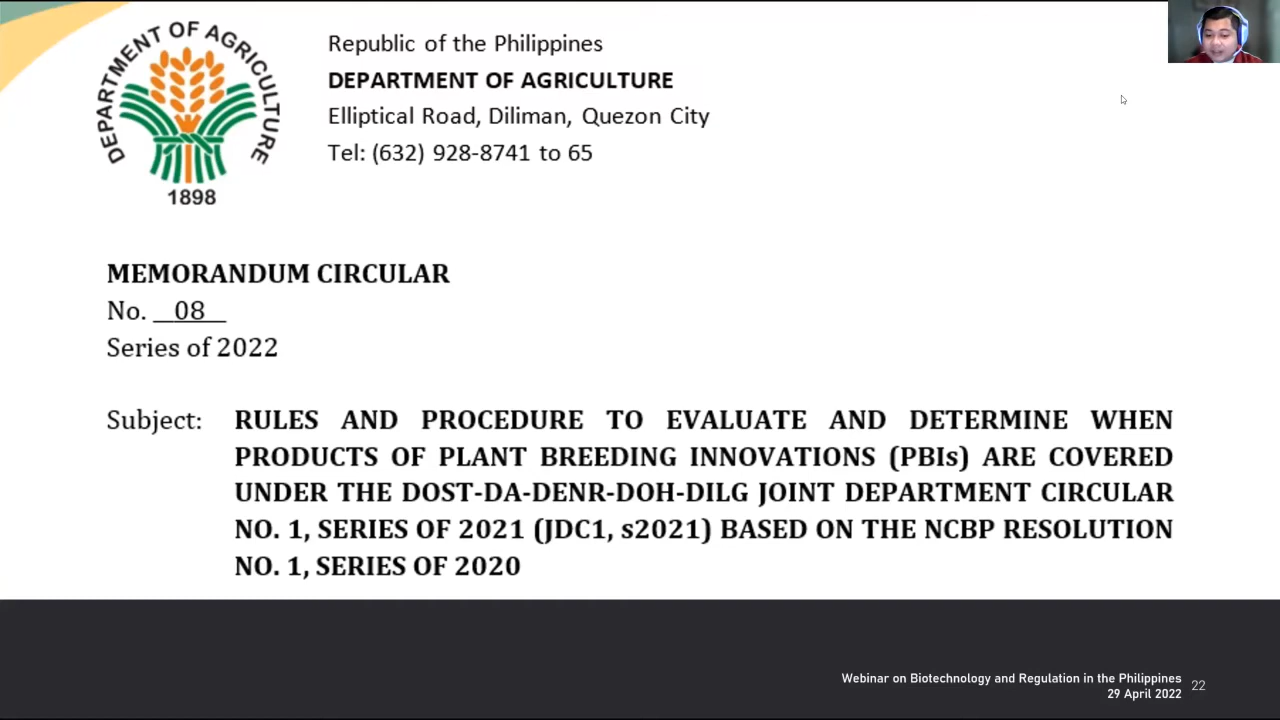 DEPARTMENT OF AGRICULTURE
1898
Republic of the Philippines
DEPARTMENT OF AGRICULTURE
Elliptical Road, Diliman, Quezon City
Tel: (632) 928-8741 to 65
MEMORANDUM CIRCULAR
No. __08__
Series of 2022
Subject: RULES AND PROCEDURE TO EVALUATE AND DETERMINE WHEN
PRODUCTS OF PLANT BREEDING INNOVATIONS (PBIs) ARE COVERED
UNDER THE DOST-DA-DENR-DOH-DILG JOINT DEPARTMENT CIRCULAR
NO. 1, SERIES OF 2021 (JDC1, s2021) BASED ON THE NCBP RESOLUTION
NO. 1, SERIES OF 2020
Webinar on Biotechnology and Regulation in the Philippines
29 April 2022
22